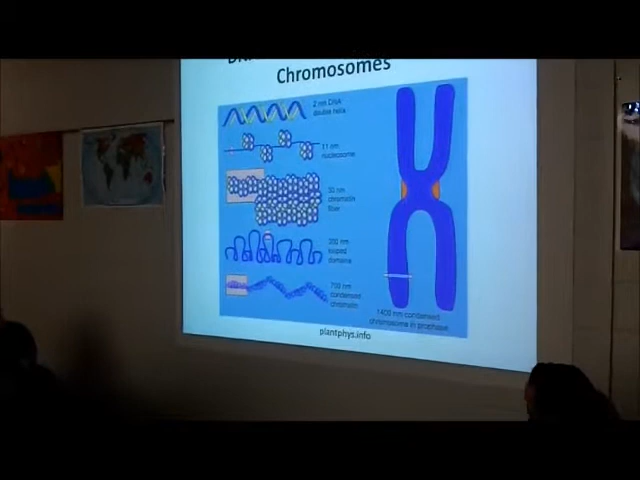 Chromosomes
2 nm DNA
double helix
11 nm
nucleosome
30 nm
chromatin
fiber
300 nm
looped
domains
700 nm
condensed
chromatin
1400 nm condensed
chromosome in prophase
plantphys.info